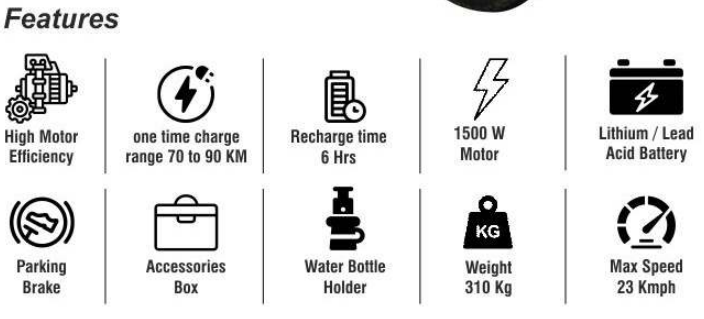 Features
High Motor
Efficiency
one time charge
range 70 to 90 KM
Recharge time
6 Hrs
1500 W
Motor
Lithium / Lead
Acid Battery
Parking
Brake
Accessories
Box
Water Bottle
Holder
KG
Weight
310 Kg
Max Speed
23 Kmph